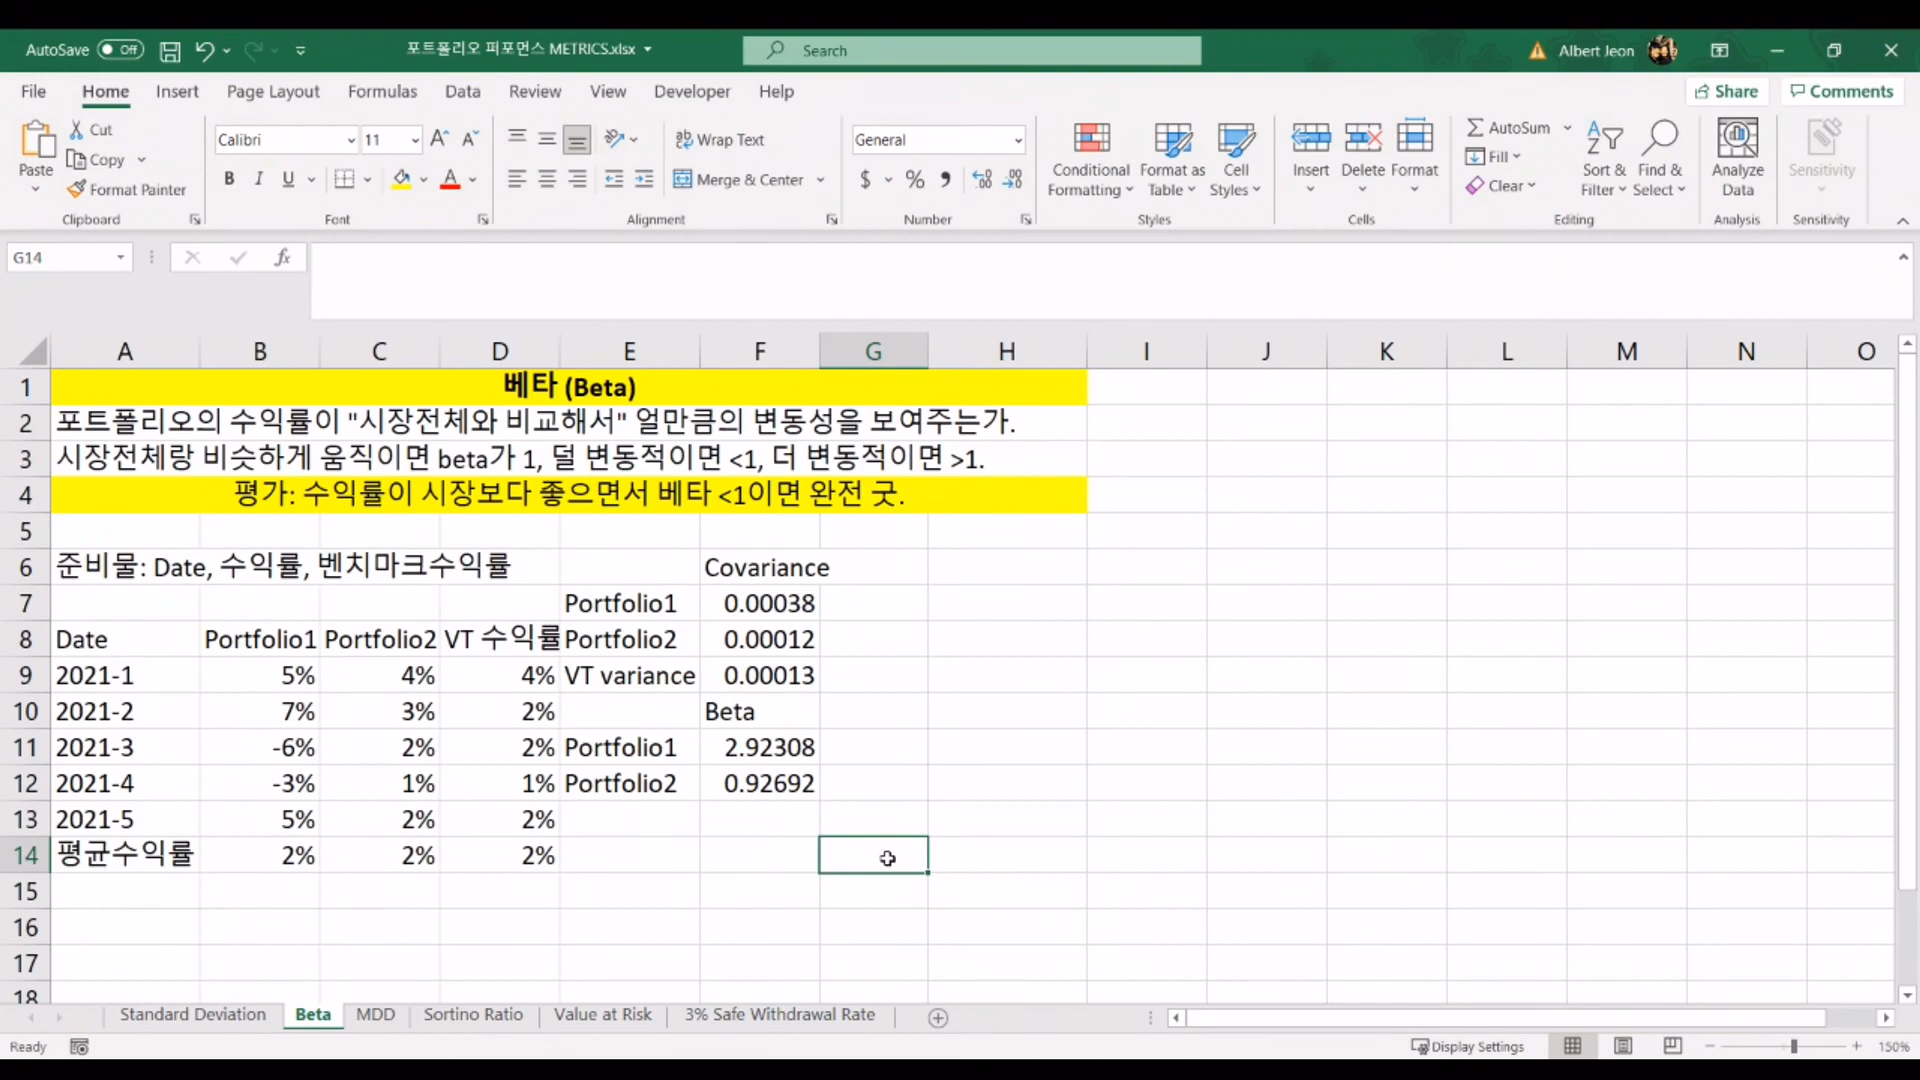 AutoSave Off 포트폴리오 피포먼스 METRICS.xlsx Search Albert Jeon
File Home Insert Page Layout Formulas Data Review View Developer Help Share Comments
Paste Cut Copy Format Painter Clipboard
Calibri 11 B I U A A Font
Wrap Text Merge & Center Alignment
General $ % Number
Conditional Formatting Format as Table Cell Styles Styles
Insert Delete Format Cells
AutoSum Fill Clear Sort & Filter Find & Select Editing
Analyze Data Analysis
Sensitivity Sensitivity
G14 fx
A B C D E F G H I J K L M N O
1 베타 (Beta)
2 포트폴리오의 수익률이 "시장전체와 비교해서" 얼만큼의 변동성을 보여주는가.
3 시장전체랑 비슷하게 움직이면 beta가 1, 덜 변동적이면 <1, 더 변동적이면 >1.
4 평가: 수익률이 시장보다 좋으면서 베타 <1이면 완전 굿.
5
6 준비물: Date, 수익률, 벤치마크수익률 Covariance
7 Portfolio1 0.00038
8 Date Portfolio1 Portfolio2 VT 수익률 Portfolio2 0.00012
9 2021-1 5% 4% 4% VT variance 0.00013
10 2021-2 7% 3% 2% Beta
11 2021-3 -6% 2% 2% Portfolio1 2.92308
12 2021-4 -3% 1% 1% Portfolio2 0.92692
13 2021-5 5% 2% 2%
14 평균수익률 2% 2% 2%
15
16
17
18
Standard Deviation Beta MDD Sortino Ratio Value at Risk 3% Safe Withdrawal Rate
Ready Display Settings 150%